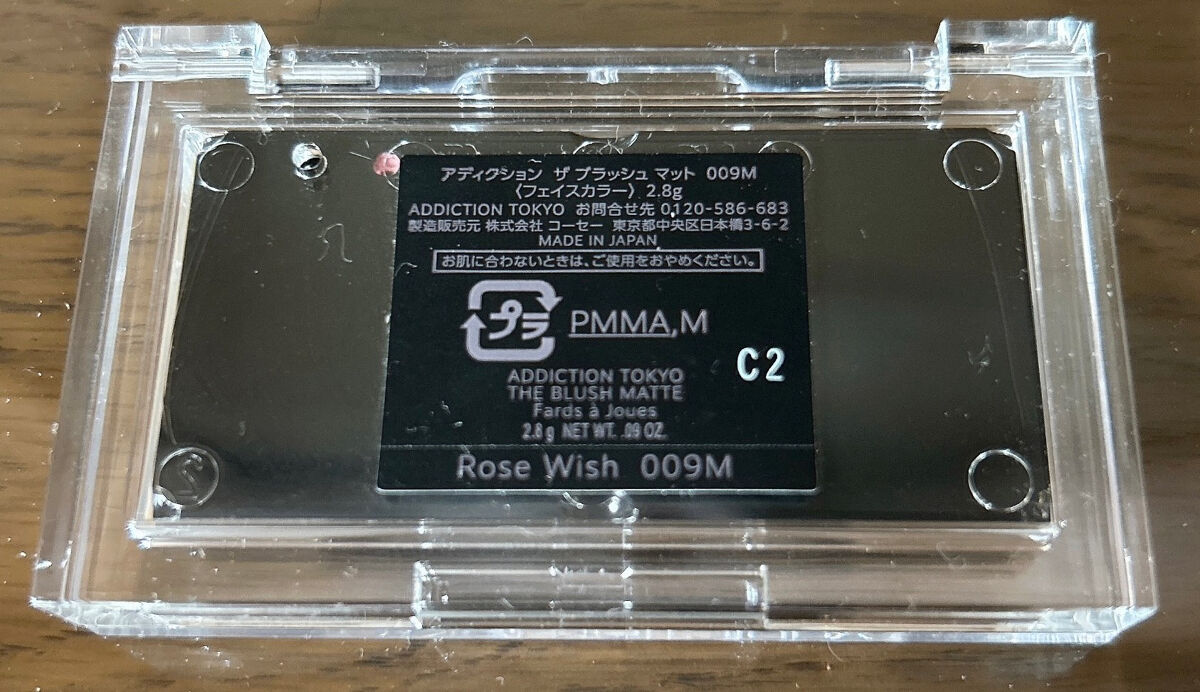 アディクション ザ ブラッシュ マット 009M
〈フェイスカラー〉 2.8g
ADDICTION TOKYO お問合せ先 0120-586-683
製造販売元 株式会社 コーセー 東京都中央区日本橋3-6-2
MADE IN JAPAN
お肌に合わないときは、ご使用をおやめください。
プラ PMMA,M
C2
ADDICTION TOKYO
THE BLUSH MATTE
Fards à Joues
2.8 g NET WT. .09 OZ.
Rose Wish 009M
2